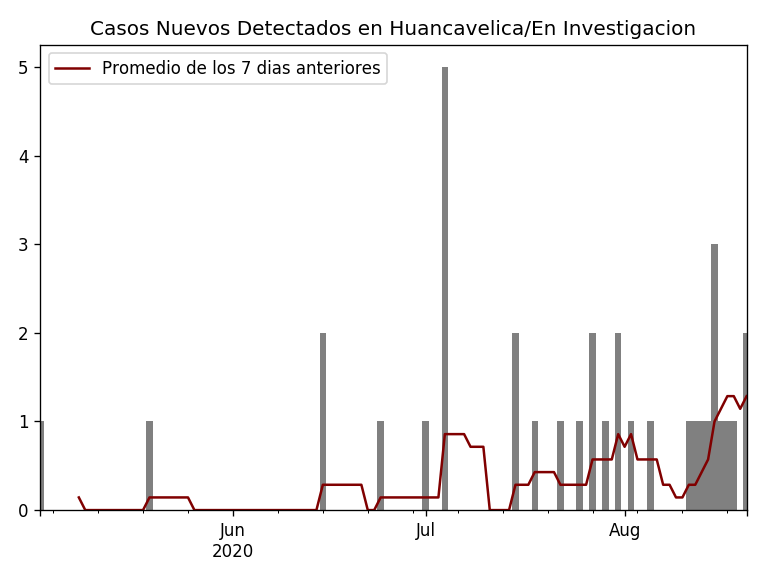 Casos Nuevos Detectados en Huancavelica/En Investigacion
Promedio de los 7 dias anteriores
5
4
3
2
1
0
Jun
2020
Jul
Aug